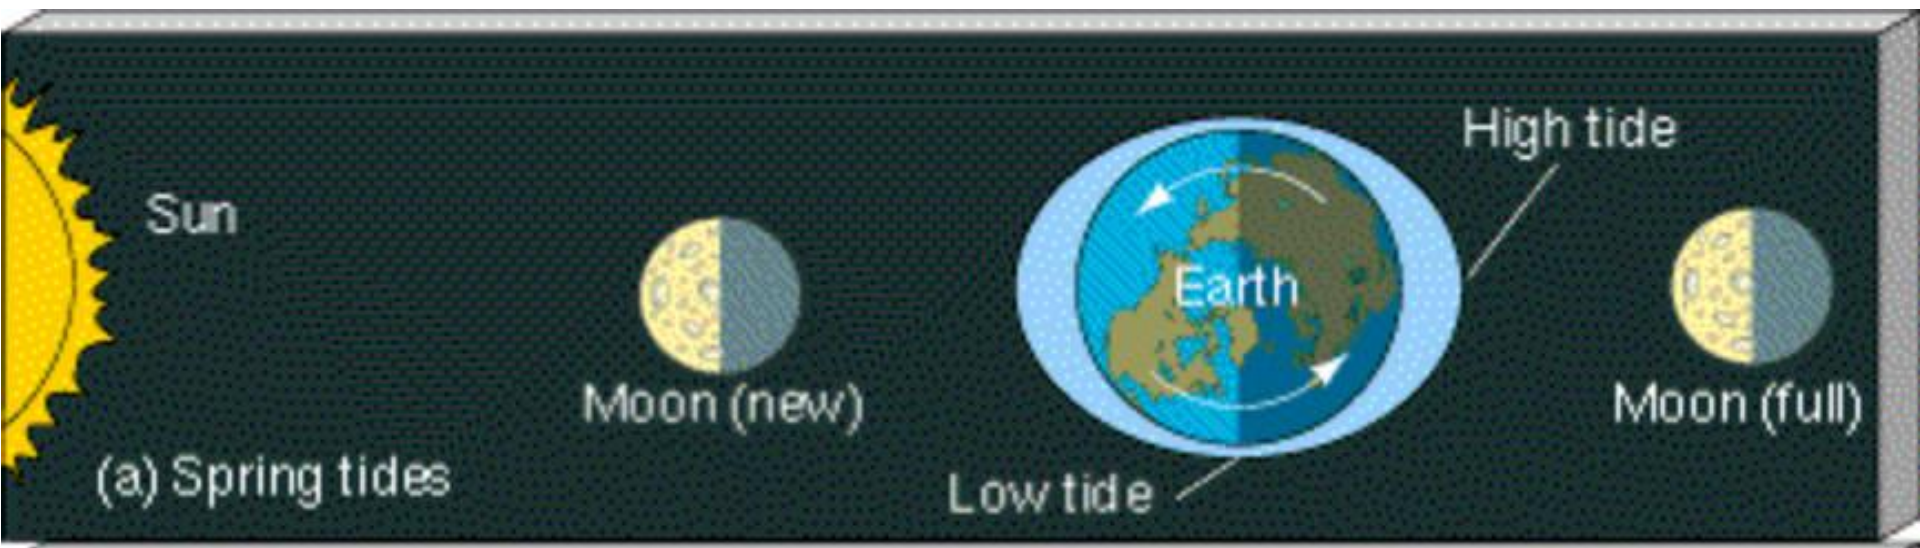 High tide
Sun
Earth
Moon (new)
Moon (full)
(a) Spring tides
Low tide